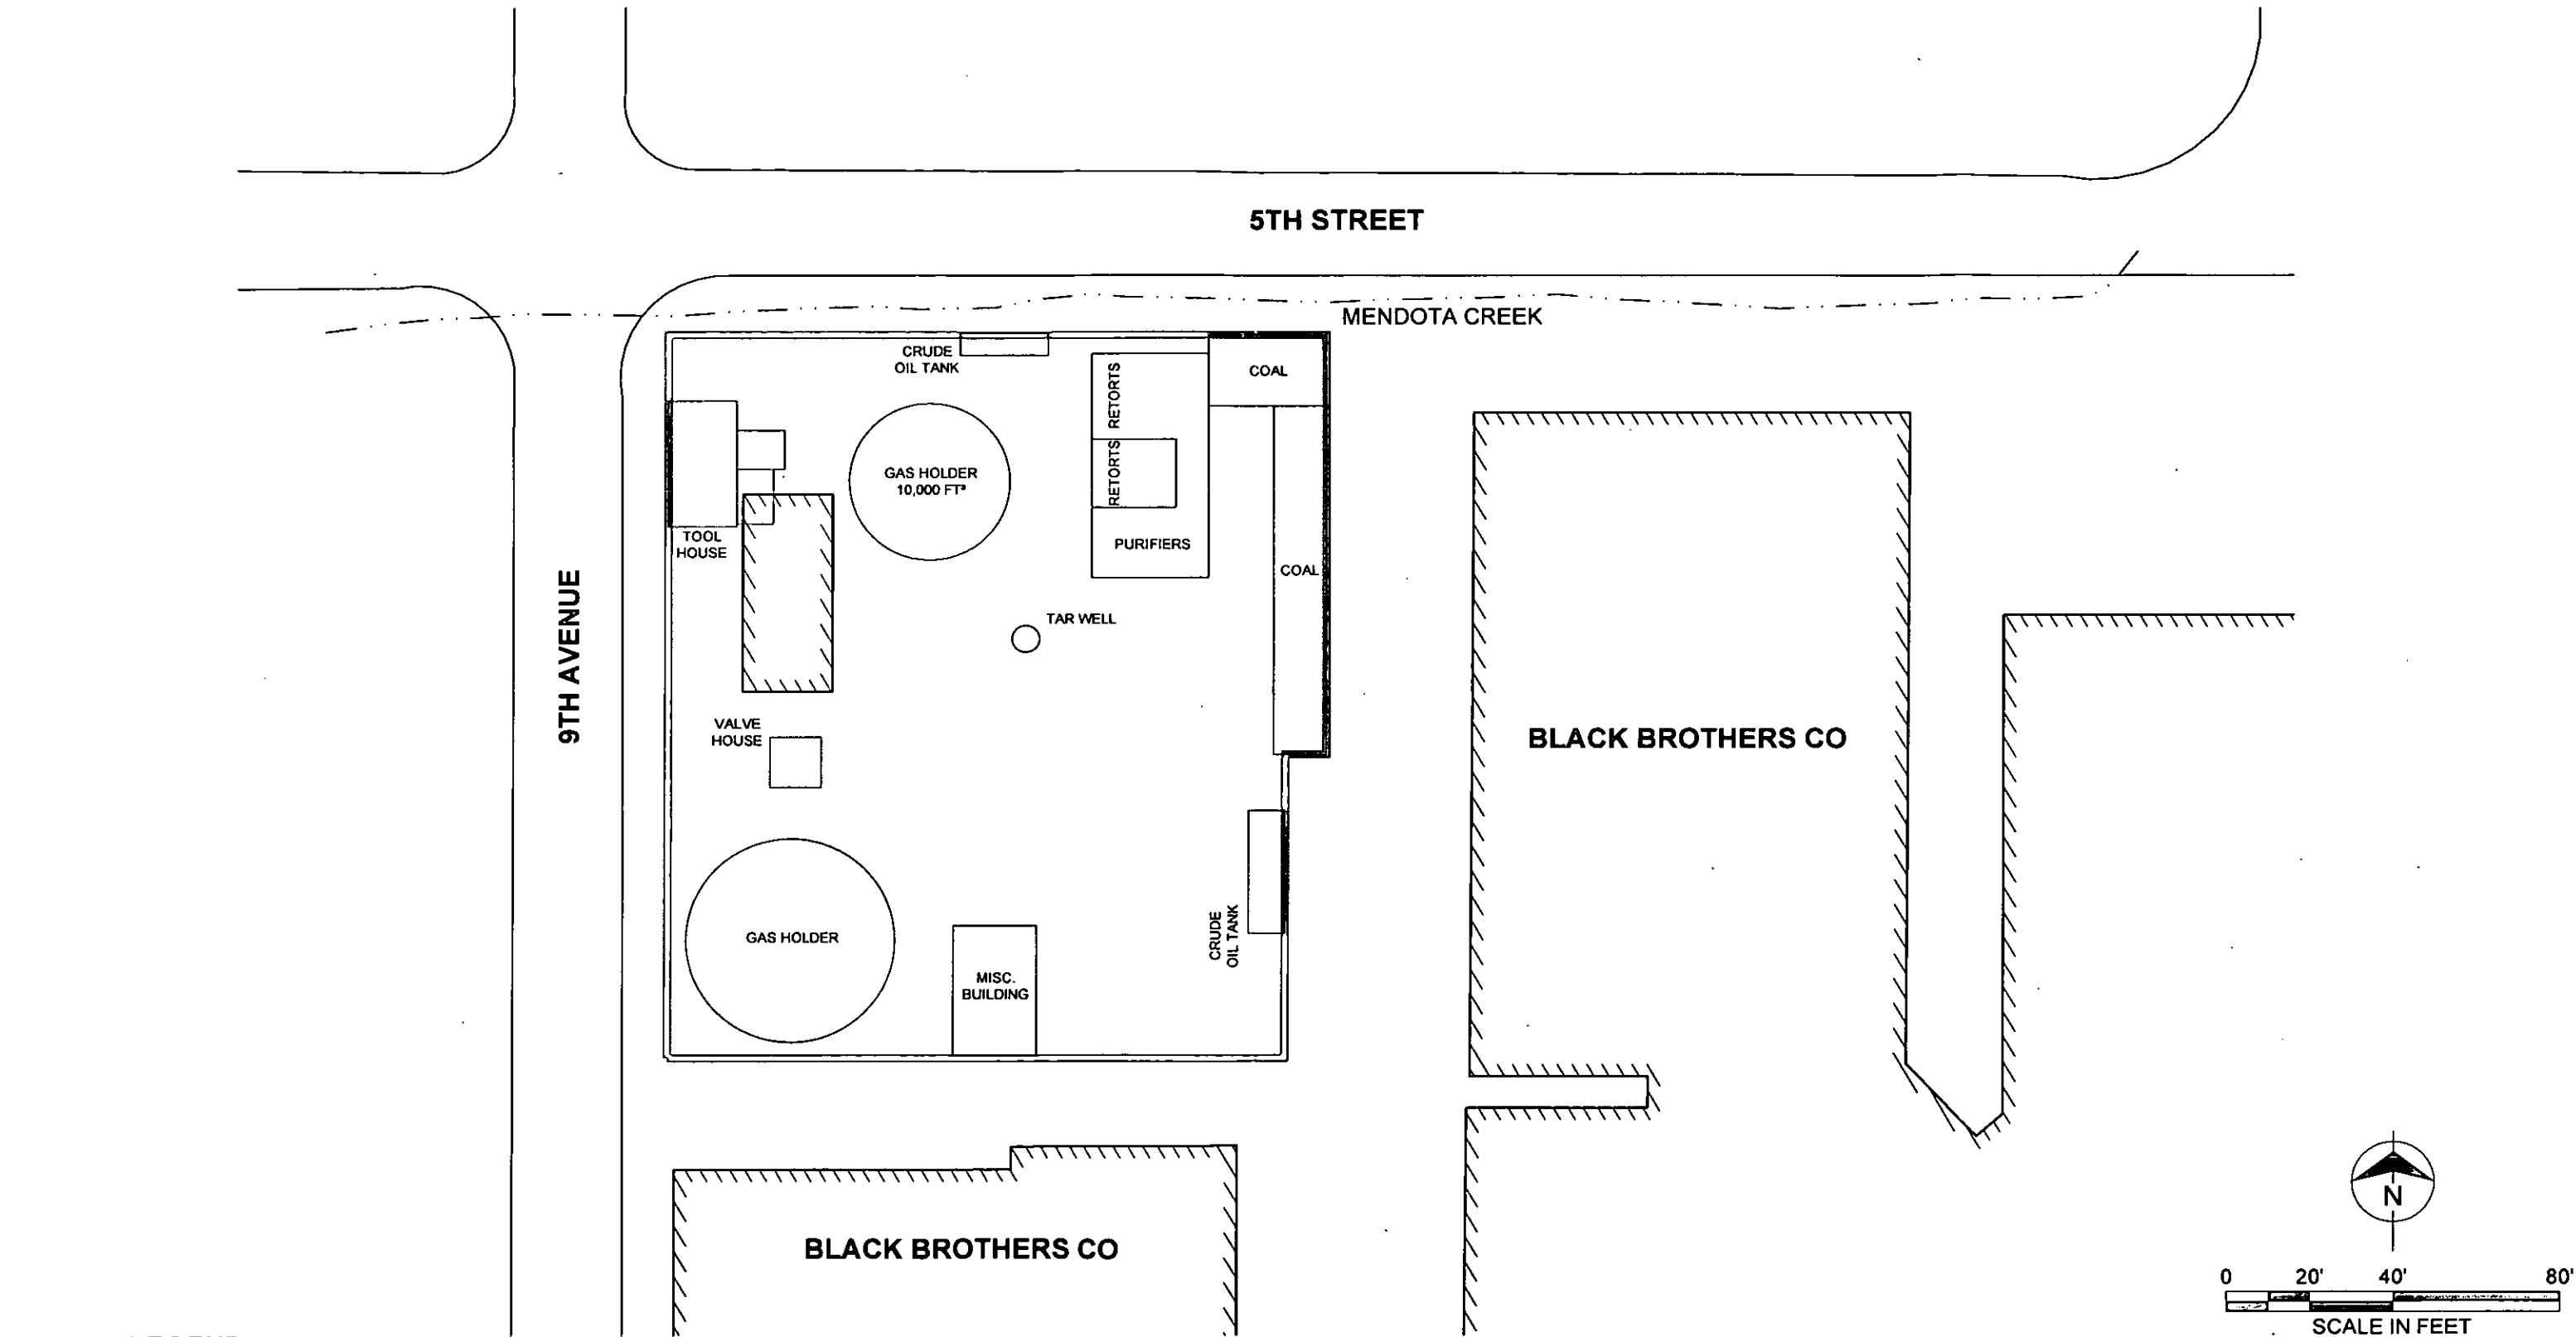 5TH STREET
MENDOTA CREEK
CRUDE
OIL TANK
COAL
RETORTS
RETORTS
GAS HOLDER
10,000 FT³
TOOL
HOUSE
PURIFIERS
COAL
9TH AVENUE
TAR WELL
VALVE
HOUSE
BLACK BROTHERS CO
CRUDE
OIL TANK
GAS HOLDER
MISC.
BUILDING
BLACK BROTHERS CO
N
0 20' 40' 80'
SCALE IN FEET